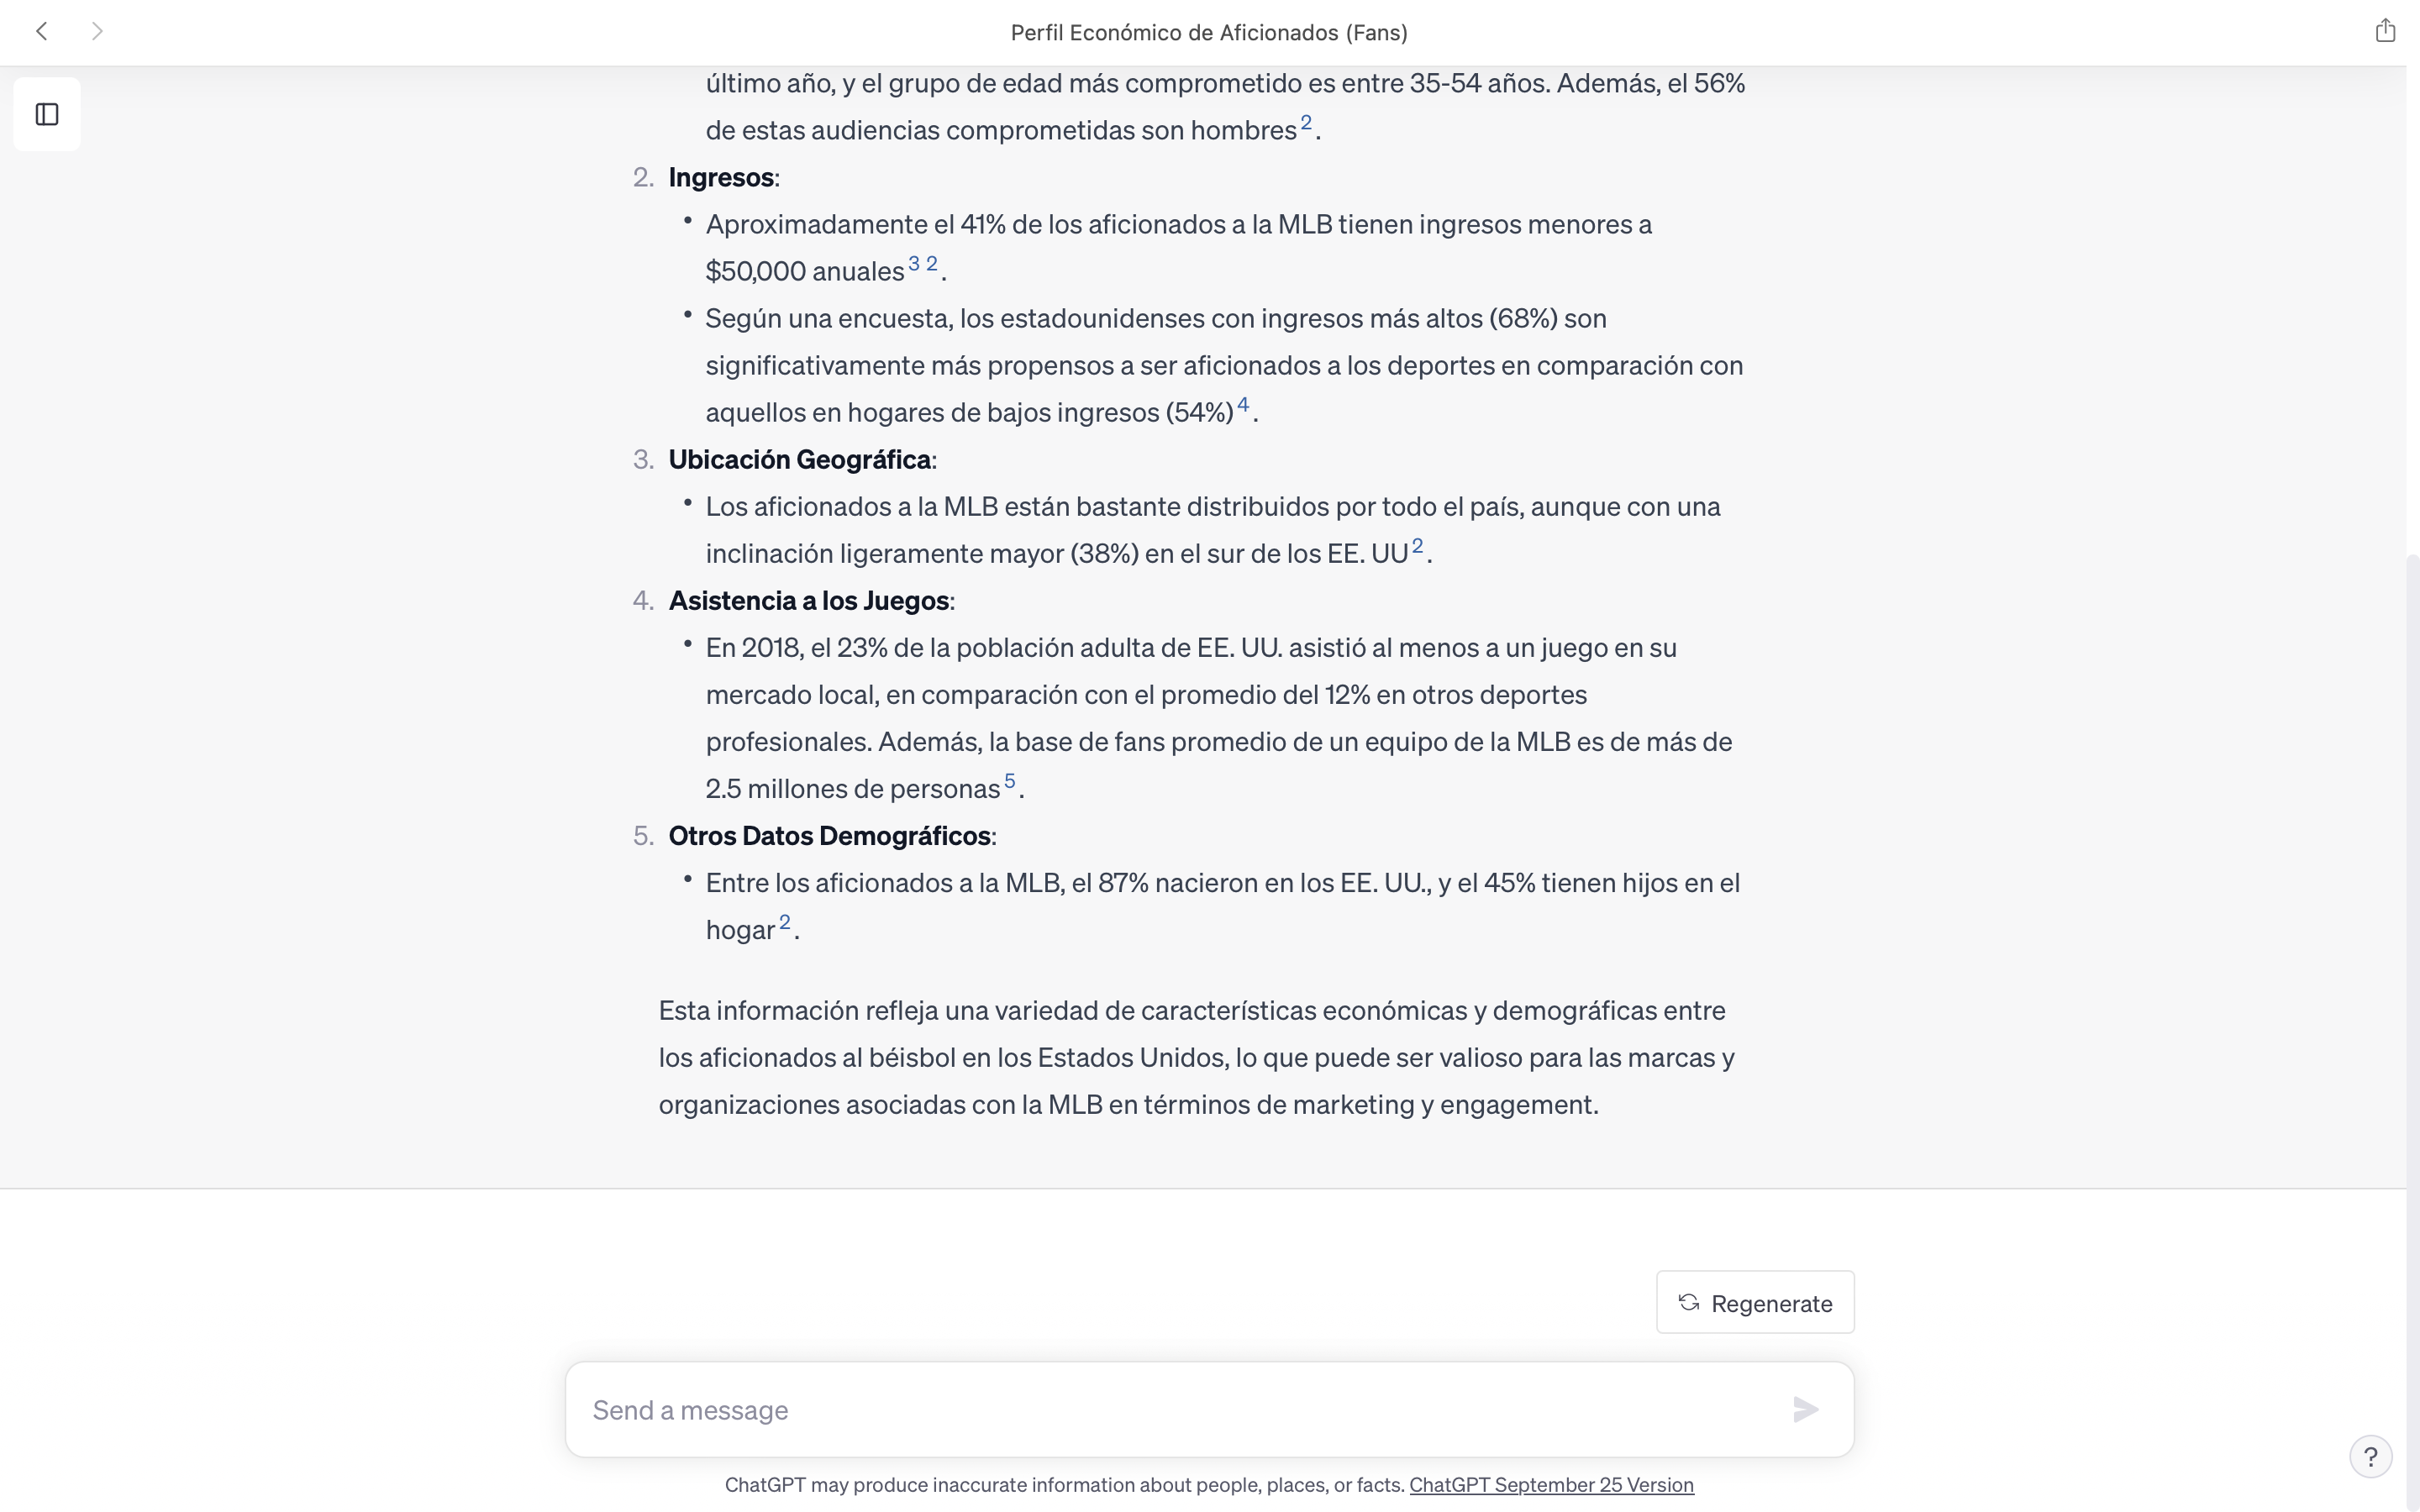 Perfil Económico de Aficionados (Fans)
último año, y el grupo de edad más comprometido es entre 35-54 años. Además, el 56%
de estas audiencias comprometidas son hombres 2 .
2. Ingresos:
• Aproximadamente el 41% de los aficionados a la MLB tienen ingresos menores a
$50,000 anuales 3 2 .
• Según una encuesta, los estadounidenses con ingresos más altos (68%) son
significativamente más propensos a ser aficionados a los deportes en comparación con
aquellos en hogares de bajos ingresos (54%) 4 .
3. Ubicación Geográfica:
• Los aficionados a la MLB están bastante distribuidos por todo el país, aunque con una
inclinación ligeramente mayor (38%) en el sur de los EE. UU 2 .
4. Asistencia a los Juegos:
• En 2018, el 23% de la población adulta de EE. UU. asistió al menos a un juego en su
mercado local, en comparación con el promedio del 12% en otros deportes
profesionales. Además, la base de fans promedio de un equipo de la MLB es de más de
2.5 millones de personas 5 .
5. Otros Datos Demográficos:
• Entre los aficionados a la MLB, el 87% nacieron en los EE. UU., y el 45% tienen hijos en el
hogar 2 .
Esta información refleja una variedad de características económicas y demográficas entre
los aficionados al béisbol en los Estados Unidos, lo que puede ser valioso para las marcas y
organizaciones asociadas con la MLB en términos de marketing y engagement.
Regenerate
Send a message
?
ChatGPT may produce inaccurate information about people, places, or facts. ChatGPT September 25 Version